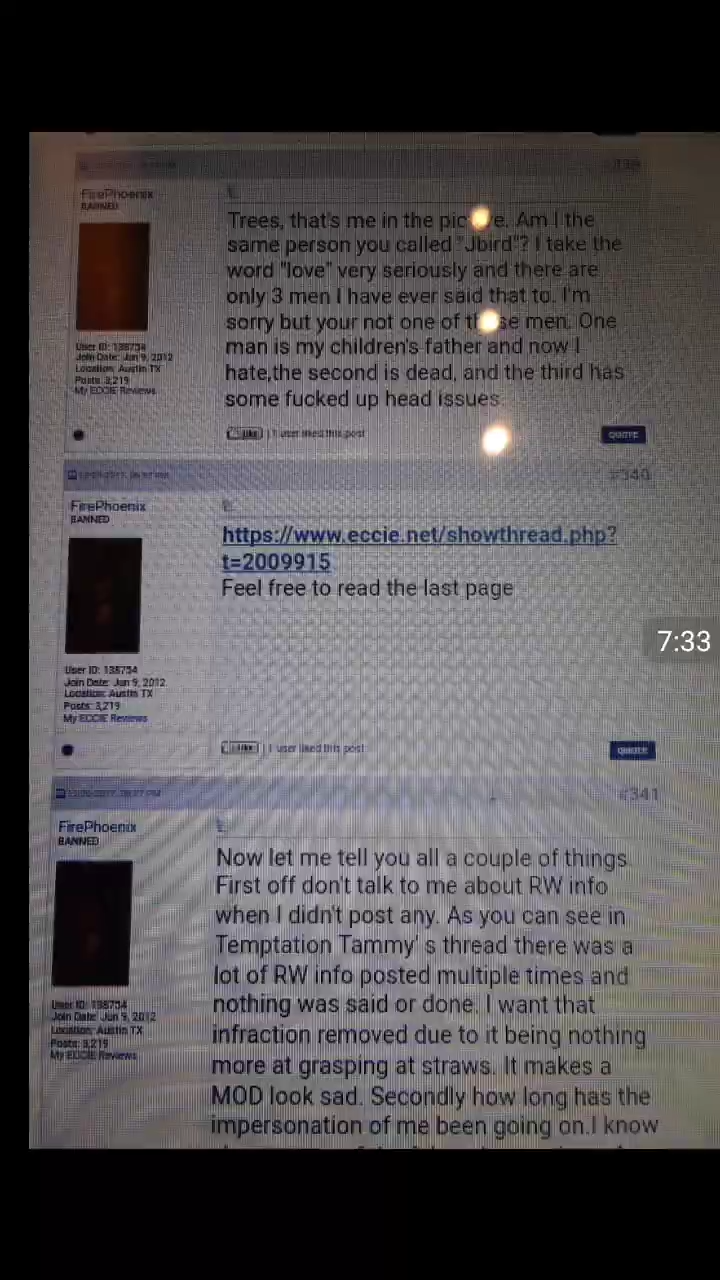 FirePhoenix
BANNED
User ID: 138754
Join Date: Jun 9, 2012
Location: Austin TX
Posts: 3,219
My ECCIE Reviews
Trees, that's me in the pic e. Am I the
same person you called "Jbird"? I take the
word "love" very seriously and there are
only 3 men I have ever said that to. I'm
sorry but your not one of those men. One
man is my children's father and now I
hate,the second is dead, and the third has
some fucked up head issues.
Like | 1 user liked this post
QUOTE
#340
FirePhoenix
BANNED
User ID: 138754
Join Date: Jun 9, 2012
Location: Austin TX
Posts: 3,219
My ECCIE Reviews
https://www.eccie.net/showthread.php?
t=2009915
Feel free to read the last page
7:33
Like | 1 user liked this post
QUOTE
#341
FirePhoenix
BANNED
User ID: 138754
Join Date: Jun 9, 2012
Location: Austin TX
Posts: 3,219
My ECCIE Reviews
Now let me tell you all a couple of things.
First off don't talk to me about RW info
when I didn't post any. As you can see in
Temptation Tammy' s thread there was a
lot of RW info posted multiple times and
nothing was said or done. I want that
infraction removed due to it being nothing
more at grasping at straws. It makes a
MOD look sad. Secondly how long has the
impersonation of me been going on.I know